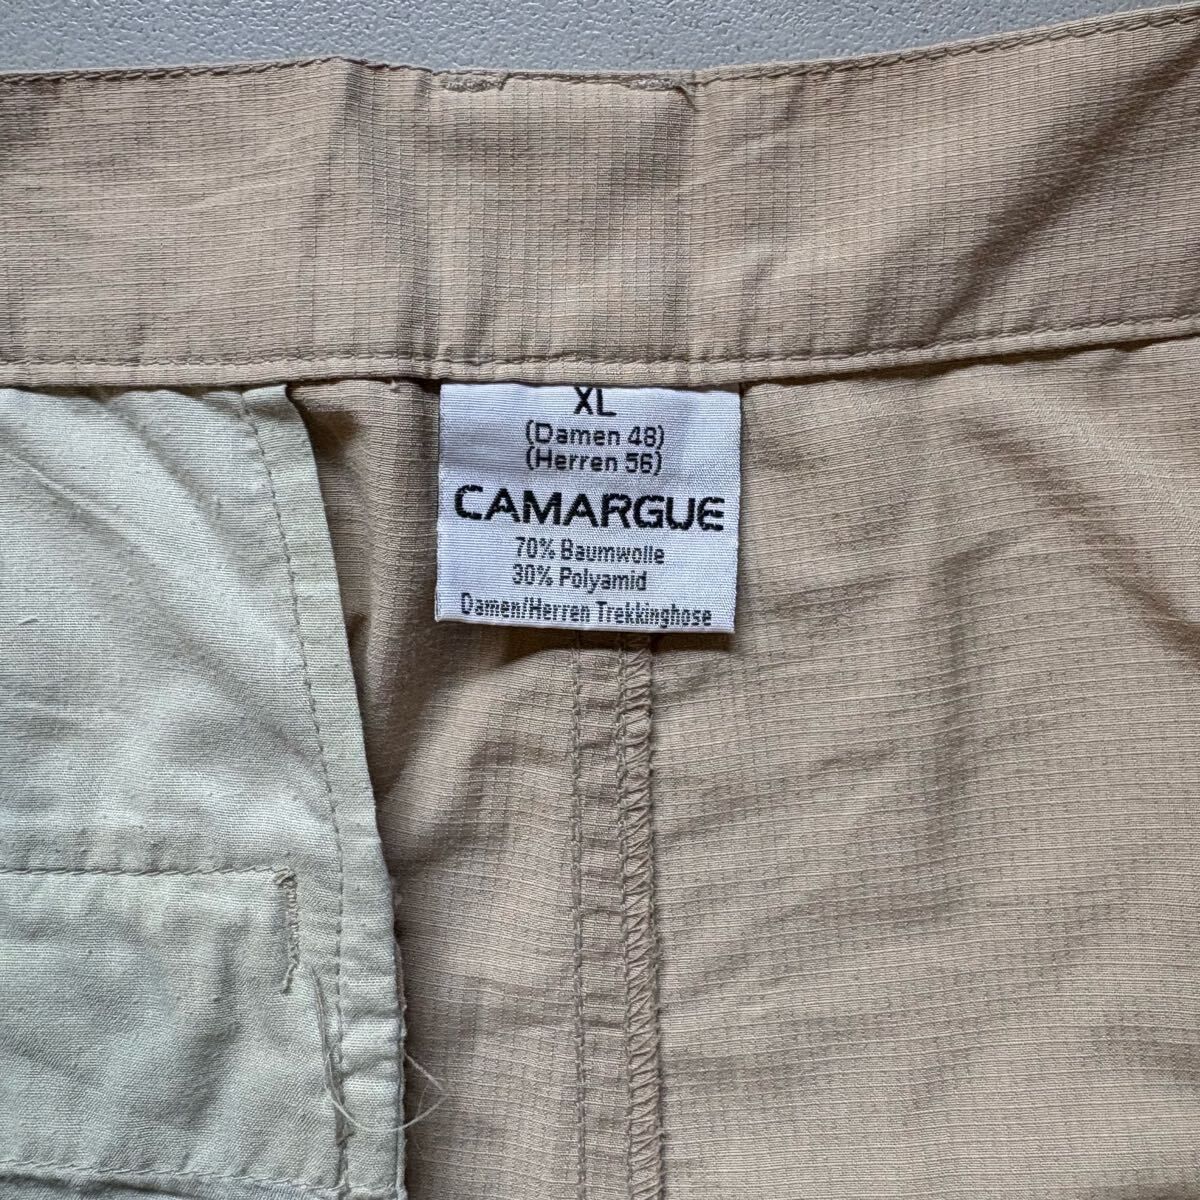 XL
(Damen 48)
(Herren 56)
CAMARGUE
70% Baumwolle
30% Polyamid
Damen/Herren Trekkinghose